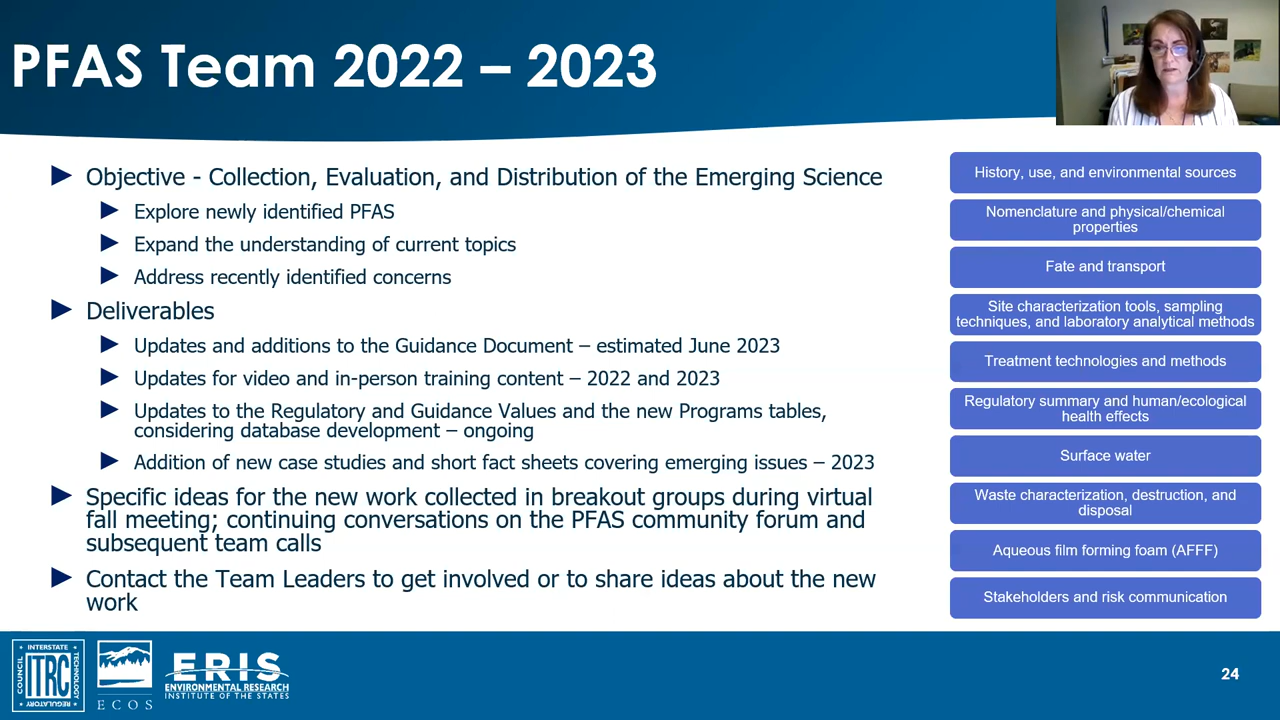 PFAS Team 2022 – 2023
Objective - Collection, Evaluation, and Distribution of the Emerging Science
Explore newly identified PFAS
Expand the understanding of current topics
Address recently identified concerns
Deliverables
Updates and additions to the Guidance Document – estimated June 2023
Updates for video and in-person training content – 2022 and 2023
Updates to the Regulatory and Guidance Values and the new Programs tables,
considering database development – ongoing
Addition of new case studies and short fact sheets covering emerging issues – 2023
Specific ideas for the new work collected in breakout groups during virtual
fall meeting; continuing conversations on the PFAS community forum and
subsequent team calls
Contact the Team Leaders to get involved or to share ideas about the new
work
History, use, and environmental sources
Nomenclature and physical/chemical
properties
Fate and transport
Site characterization tools, sampling
techniques, and laboratory analytical methods
Treatment technologies and methods
Regulatory summary and human/ecological
health effects
Surface water
Waste characterization, destruction, and
disposal
Aqueous film forming foam (AFFF)
Stakeholders and risk communication
INTERSTATE
TECHNOLOGY
REGULATORY
COUNCIL
ITRC
ECOS
ERIS
ENVIRONMENTAL RESEARCH
INSTITUTE OF THE STATES
24